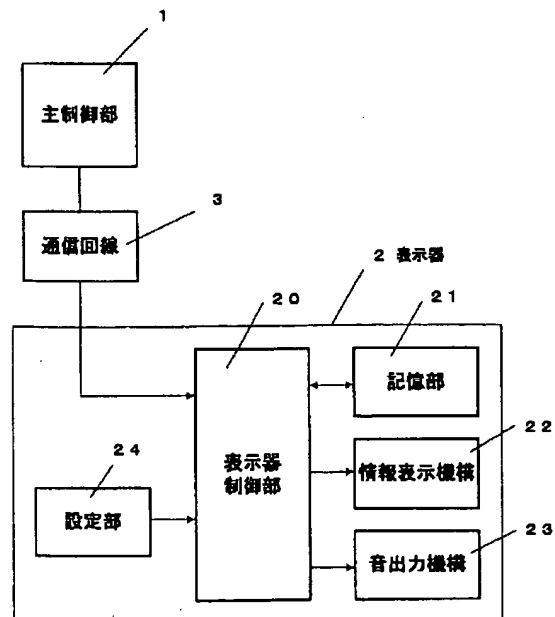 １
主制御部
３
通信回線
２ 表示器
２０
２１
記憶部
２２
情報表示機構
２４
設定部
表示器
制御部
２３
音出力機構